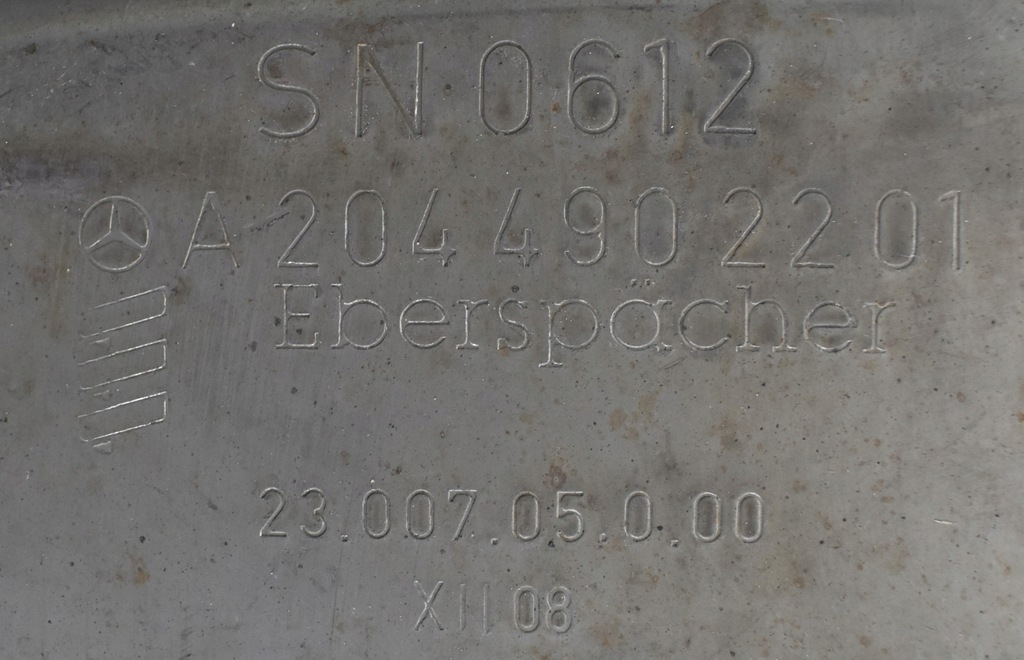 SN 0612
A 204 490 22 01
Eberspächer
23.007.05.0.00
XII 08